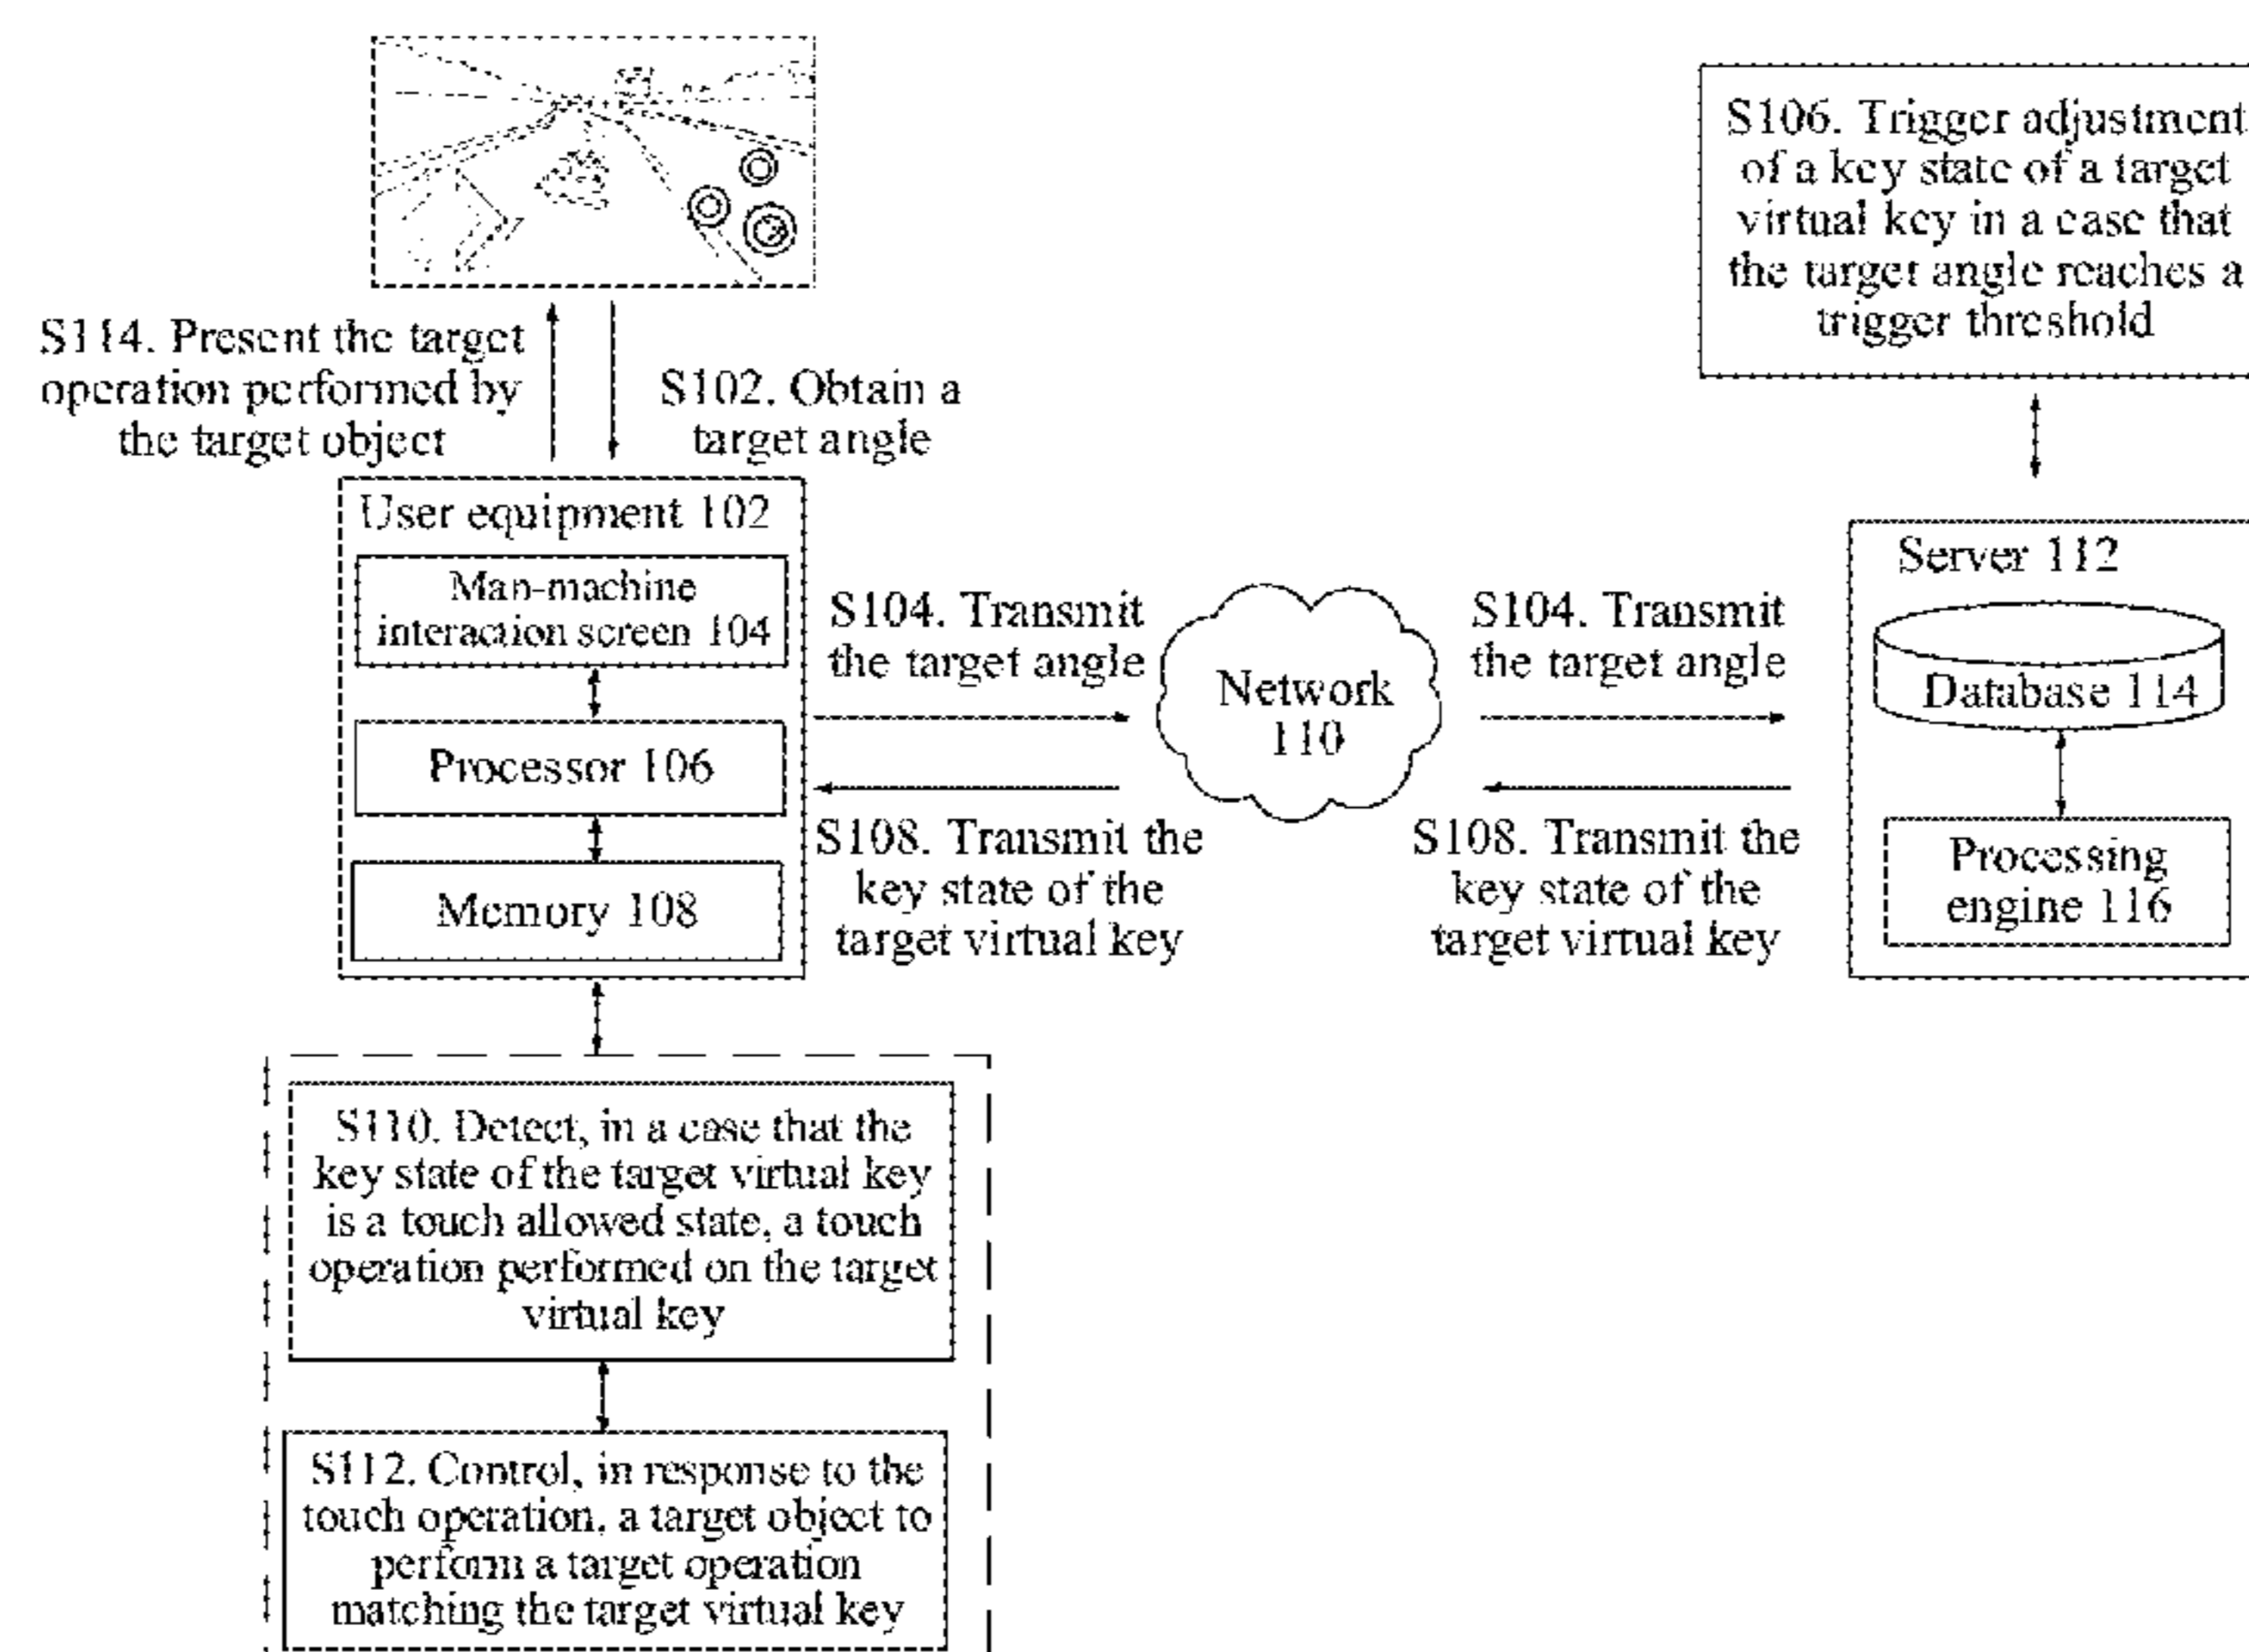 S106. Trigger adjustment
of a key state of a target
virtual key in a case that
the target angle reaches a
trigger threshold
S114. Present the target
operation performed by
the target object
S102. Obtain a
target angle
User equipment 102
Man-machine
interaction screen 104
Processor 106
Memory 108
S104. Transmit
the target angle
Network
110
S104. Transmit
the target angle
S108. Transmit the
key state of the
target virtual key
S108. Transmit the
key state of the
target virtual key
Server 112
Database 114
Processing
engine 116
S110. Detect, in a case that the
key state of the target virtual key
is a touch allowed state, a touch
operation performed on the target
virtual key
S112. Control, in response to the
touch operation, a target object to
perform a target operation
matching the target virtual key